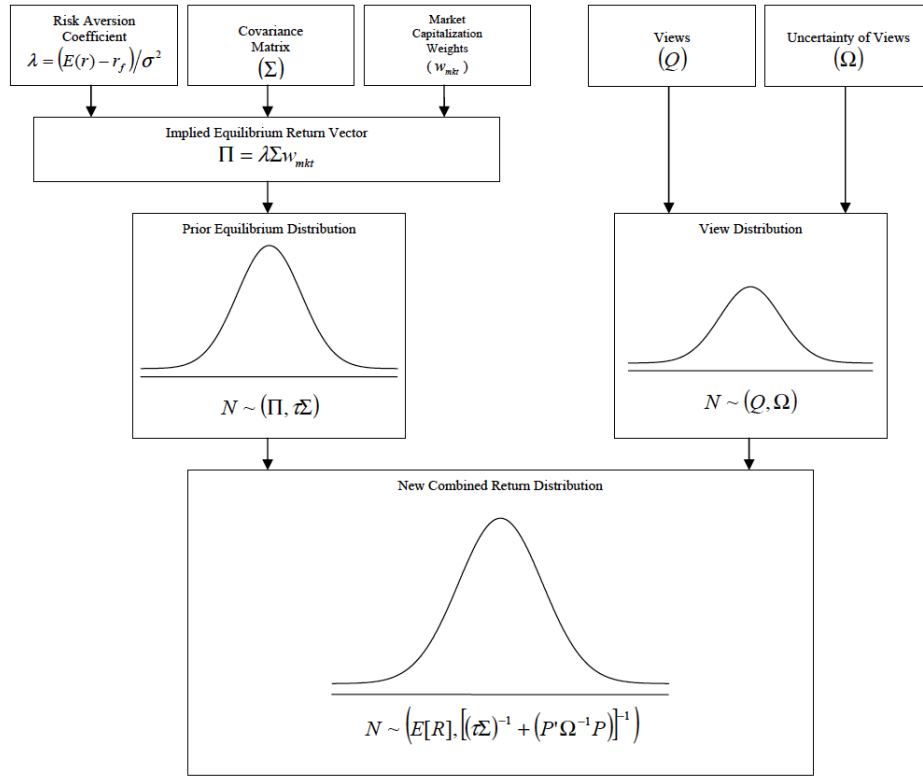 Risk Aversion
Coefficient
λ = (E(r) − r_f)/σ²
Covariance
Matrix
(Σ)
Market
Capitalization
Weights
(w_mkt)
Views
(Q)
Uncertainty of Views
(Ω)
Implied Equilibrium Return Vector
Π = λΣw_mkt
Prior Equilibrium Distribution
N ~ (Π, τΣ)
View Distribution
N ~ (Q, Ω)
New Combined Return Distribution
N ~ (E[R], [(τΣ)⁻¹ + (P'Ω⁻¹P)]⁻¹)